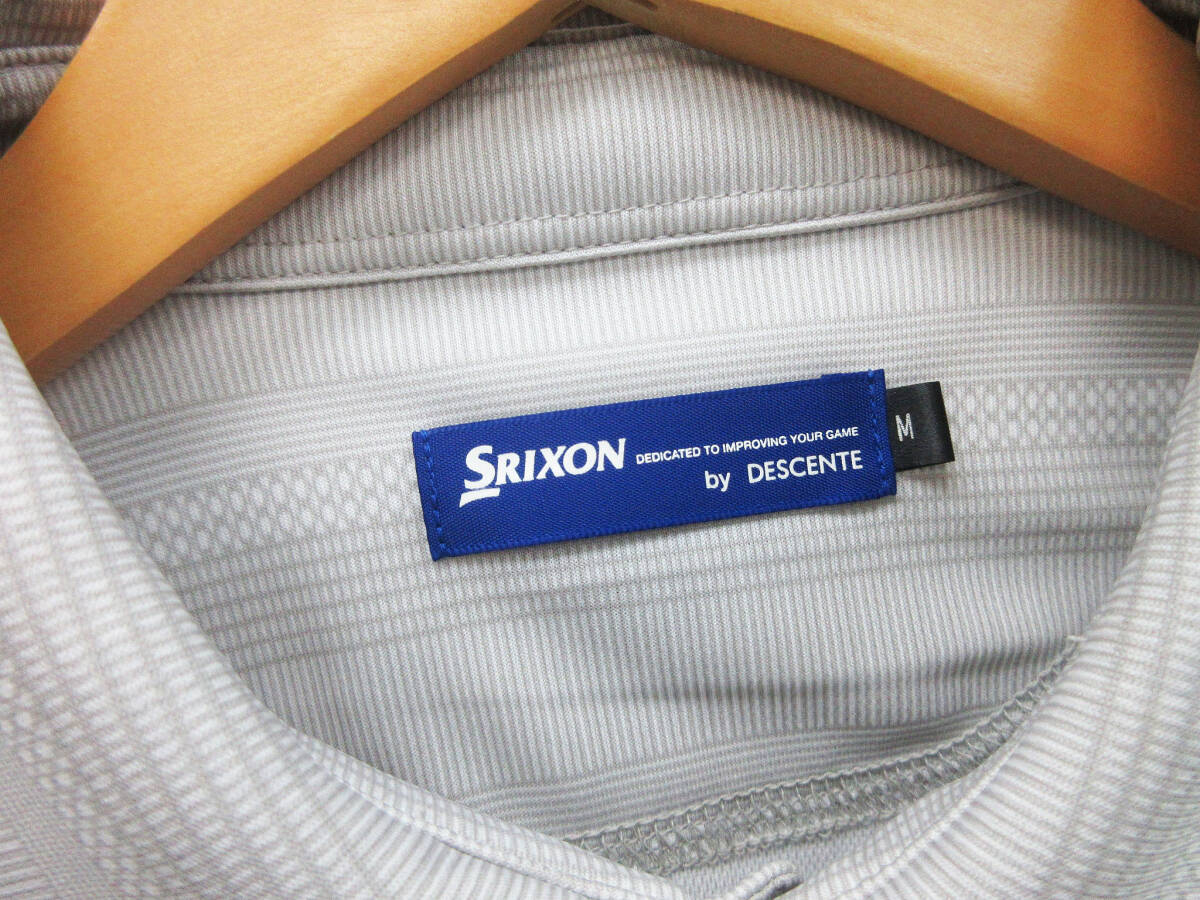 SRIXON DEDICATED TO IMPROVING YOUR GAME
by DESCENTE
M